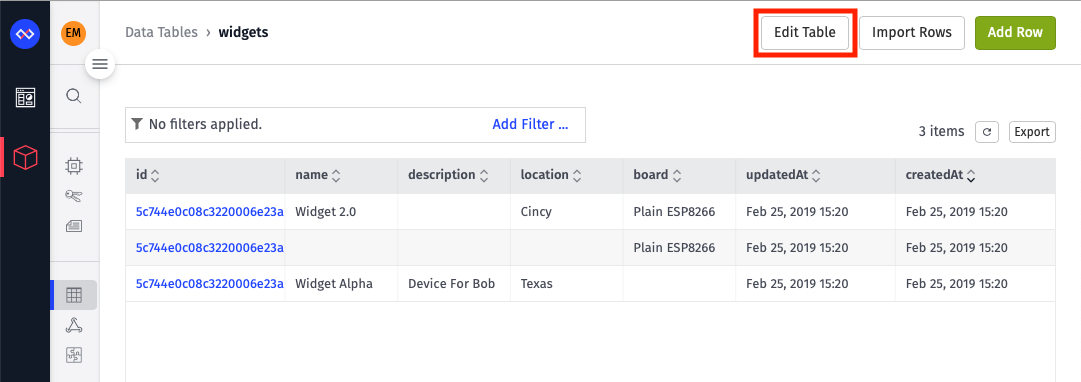 EM
Data Tables › widgets
Edit Table
Import Rows
Add Row
No filters applied.
Add Filter ...
3 items
Export
id name description location board updatedAt createdAt
5c744e0c08c3220006e23a Widget 2.0 Cincy Plain ESP8266 Feb 25, 2019 15:20 Feb 25, 2019 15:20
5c744e0c08c3220006e23a Plain ESP8266 Feb 25, 2019 15:20 Feb 25, 2019 15:20
5c744e0c08c3220006e23a Widget Alpha Device For Bob Texas Feb 25, 2019 15:20 Feb 25, 2019 15:20